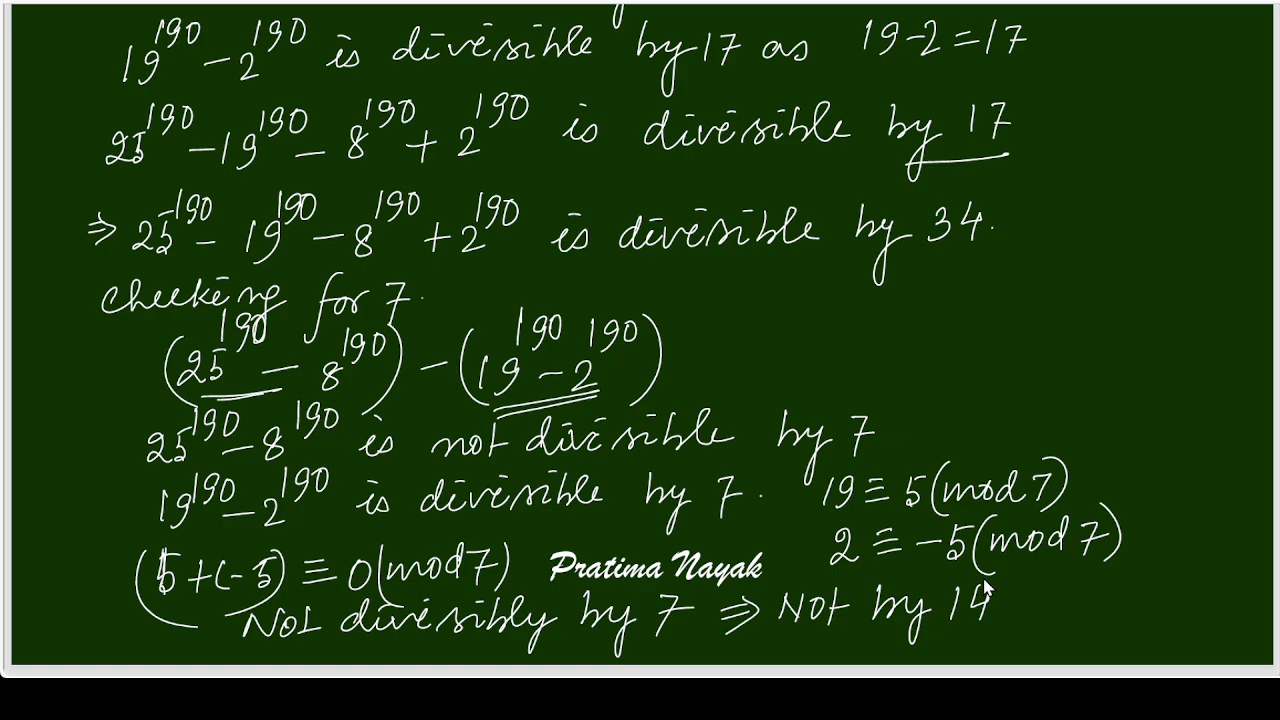 19^190 - 2^190 is divisible by 17 as 19-2=17
25^190 - 19^190 - 8^190 + 2^190 is divisible by 17
⇒ 25^190 - 19^190 - 8^190 + 2^190 is divisible by 34.
checking for 7.
(25^190 - 8^190) - (19^190 - 2^190)
25^190 - 8^190 is not divisible by 7
19^190 - 2^190 is divisible by 7. 19 ≡ 5(mod 7)
2 ≡ -5(mod 7)
(5+(-5) ≡ 0(mod 7) Pratima Nayak
Not divisibly by 7 ⇒ Not by 14